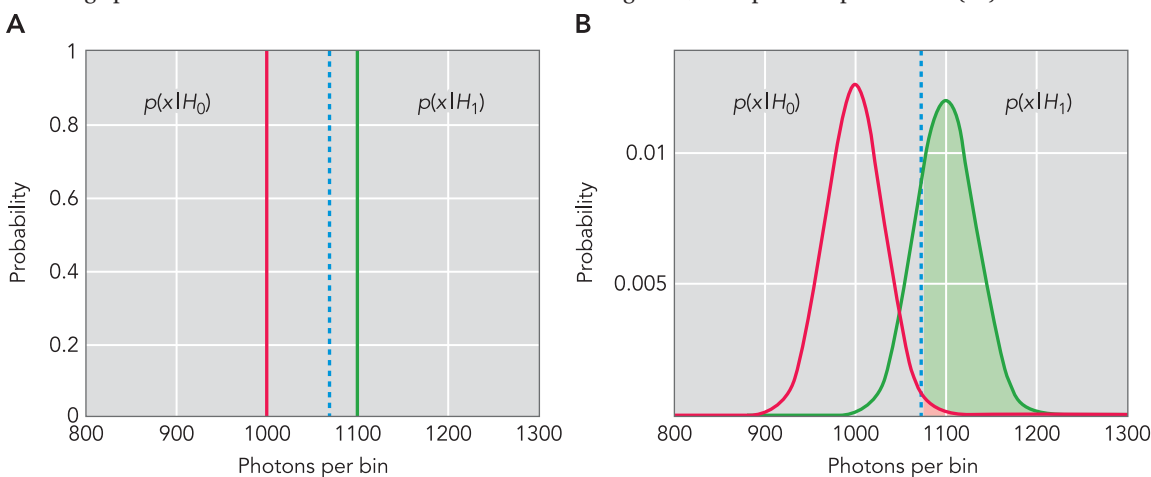 A
B
p(x|H₀)
p(x|H₁)
1
0.8
0.6
0.4
0.2
0
Probability
800 900 1000 1100 1200 1300
Photons per bin
p(x|H₀)
p(x|H₁)
0.01
0.005
Probability
800 900 1000 1100 1200 1300
Photons per bin